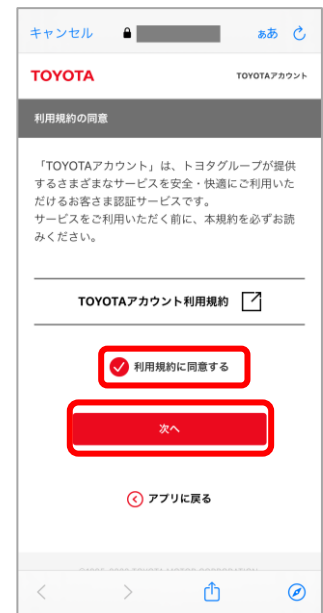 キャンセル
ぁあ
TOYOTA
TOYOTAアカウント
利用規約の同意
「TOYOTAアカウント」は、トヨタグループが提供
するさまざまなサービスを安全・快適にご利用いた
だけるお客さま認証サービスです。
サービスをご利用いただく前に、本規約を必ずお読
みください。
TOYOTAアカウント利用規約
利用規約に同意する
次へ
アプリに戻る